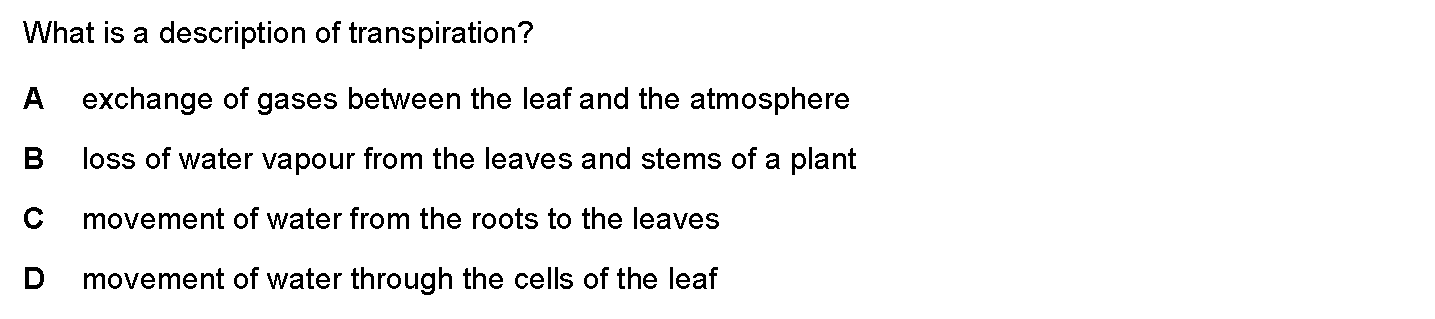 What is a description of transpiration?
A exchange of gases between the leaf and the atmosphere
B loss of water vapour from the leaves and stems of a plant
C movement of water from the roots to the leaves
D movement of water through the cells of the leaf